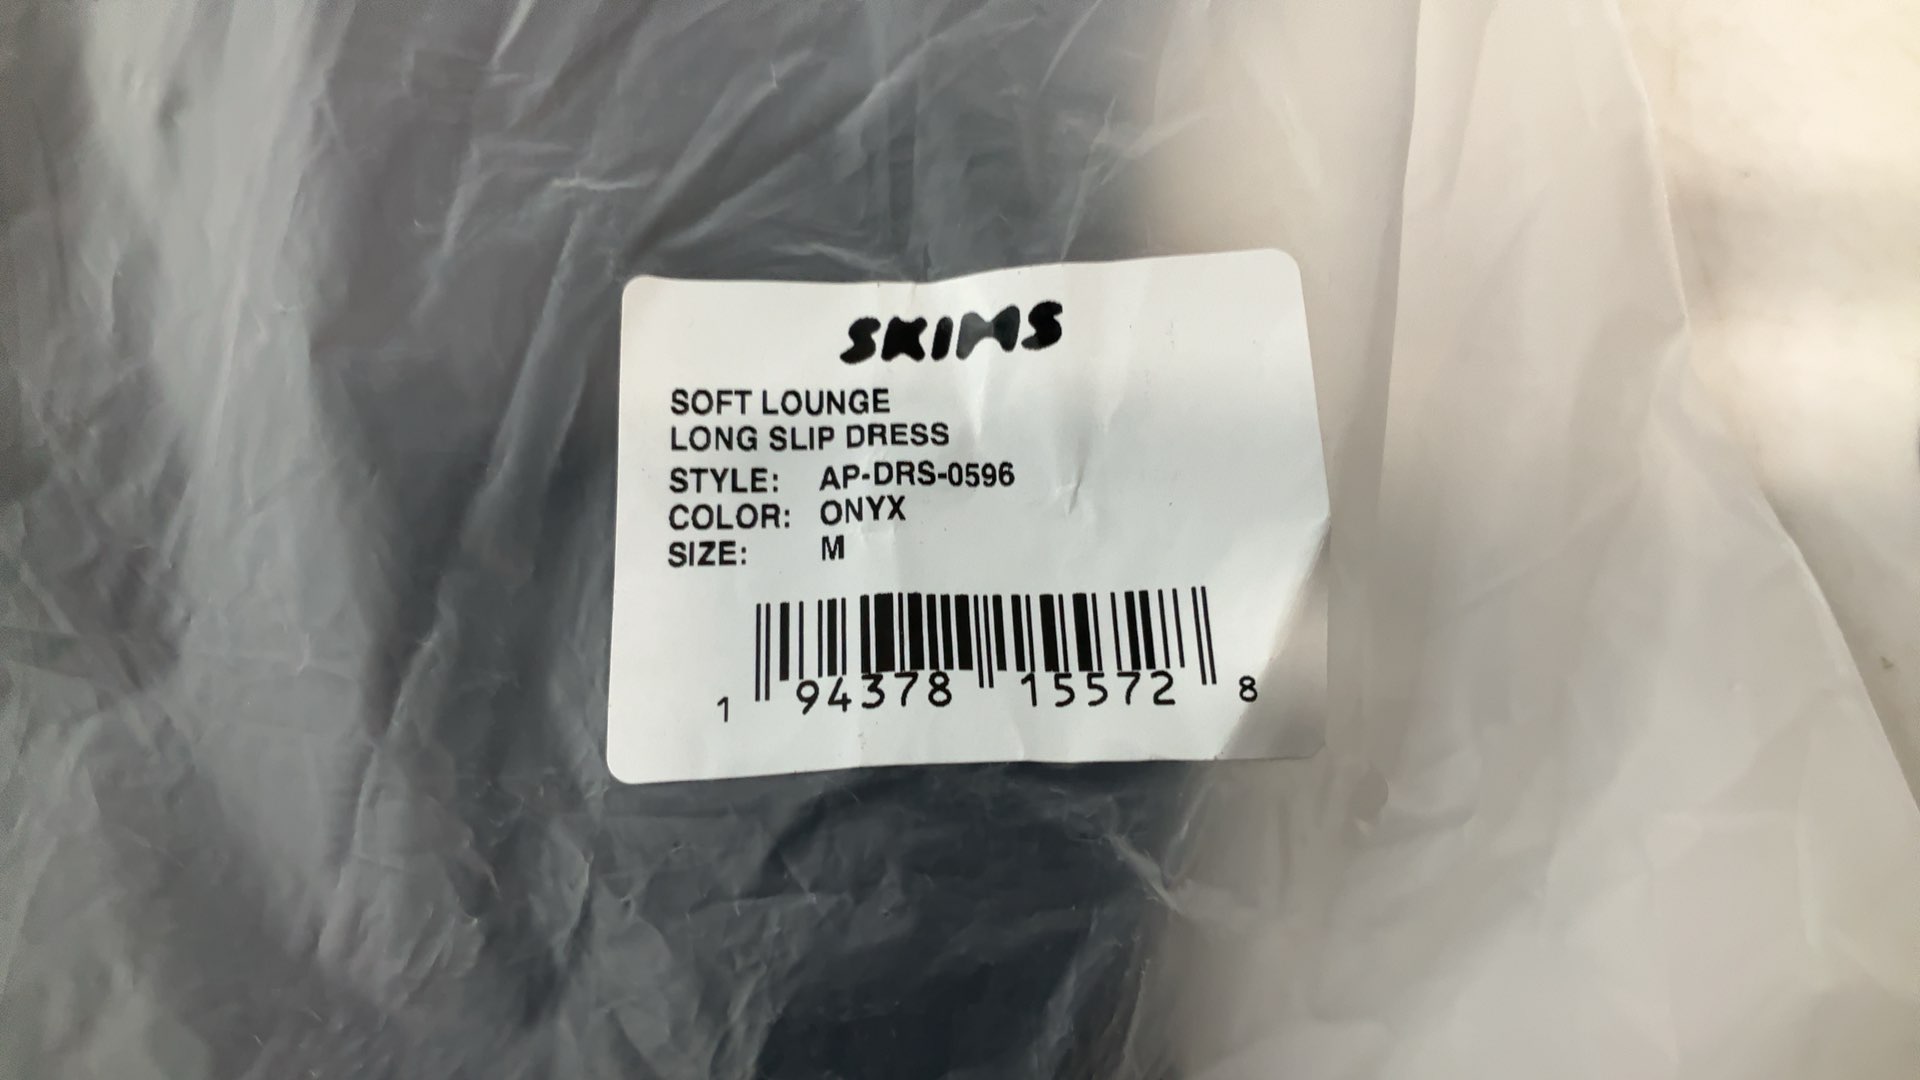 SKIMS
SOFT LOUNGE
LONG SLIP DRESS
STYLE: AP-DRS-0596
COLOR: ONYX
SIZE: M
1 94378 15572 8